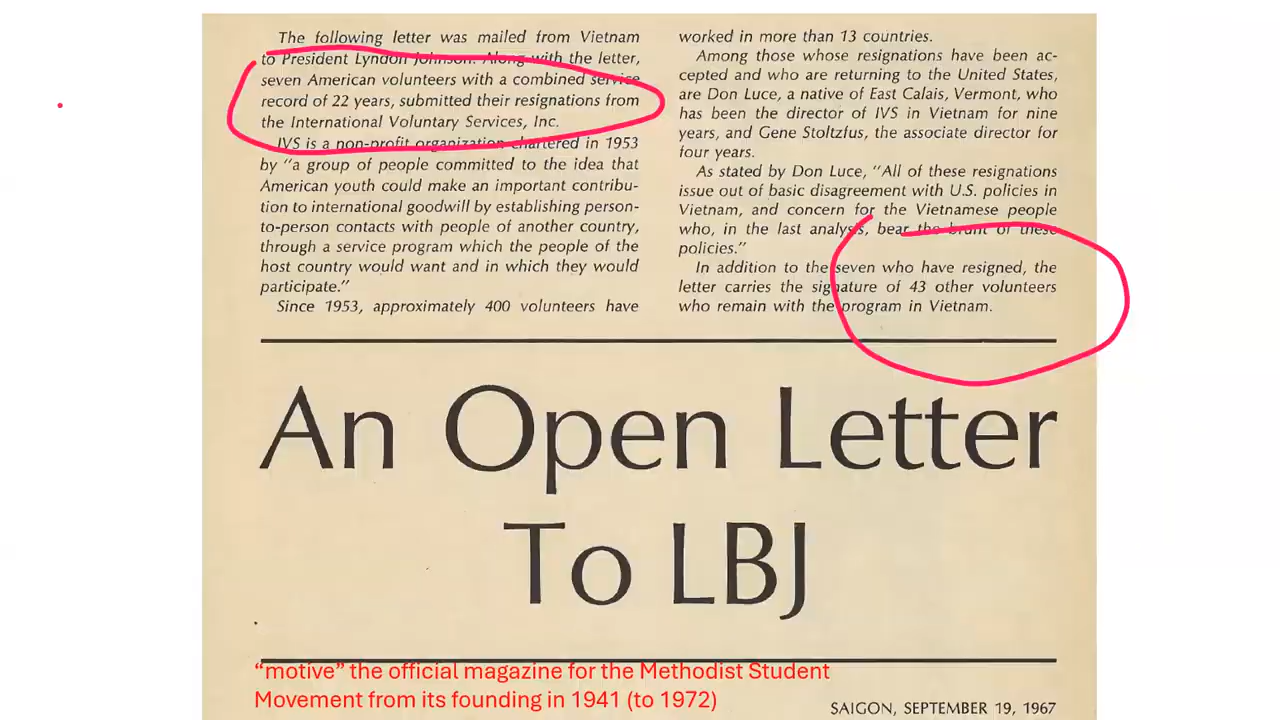 The following letter was mailed from Vietnam
to President Lyndon Johnson. Along with the letter,
seven American volunteers with a combined service
record of 22 years, submitted their resignations from
the International Voluntary Services, Inc.
IVS is a non-profit organization chartered in 1953
by "a group of people committed to the idea that
American youth could make an important contribu-
tion to international goodwill by establishing person-
to-person contacts with people of another country,
through a service program which the people of the
host country would want and in which they would
participate."
Since 1953, approximately 400 volunteers have
worked in more than 13 countries.
Among those whose resignations have been ac-
cepted and who are returning to the United States,
are Don Luce, a native of East Calais, Vermont, who
has been the director of IVS in Vietnam for nine
years, and Gene Stoltzfus, the associate director for
four years.
As stated by Don Luce, "All of these resignations
issue out of basic disagreement with U.S. policies in
Vietnam, and concern for the Vietnamese people
who, in the last analysis, bear the brunt of these
policies."
In addition to the seven who have resigned, the
letter carries the signature of 43 other volunteers
who remain with the program in Vietnam.
An Open Letter
To LBJ
“motive” the official magazine for the Methodist Student
Movement from its founding in 1941 (to 1972)
SAIGON, SEPTEMBER 19, 1967